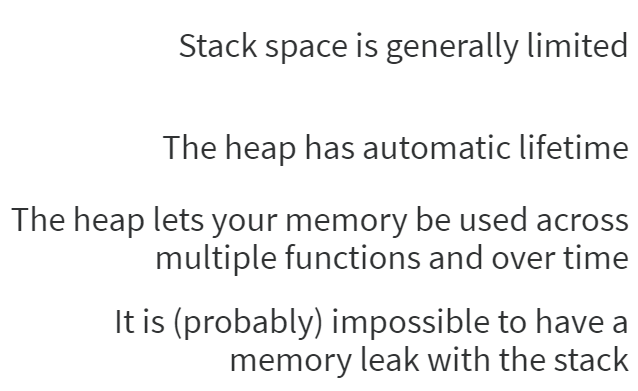 Stack space is generally limited
The heap has automatic lifetime
The heap lets your memory be used across
multiple functions and over time
It is (probably) impossible to have a
memory leak with the stack